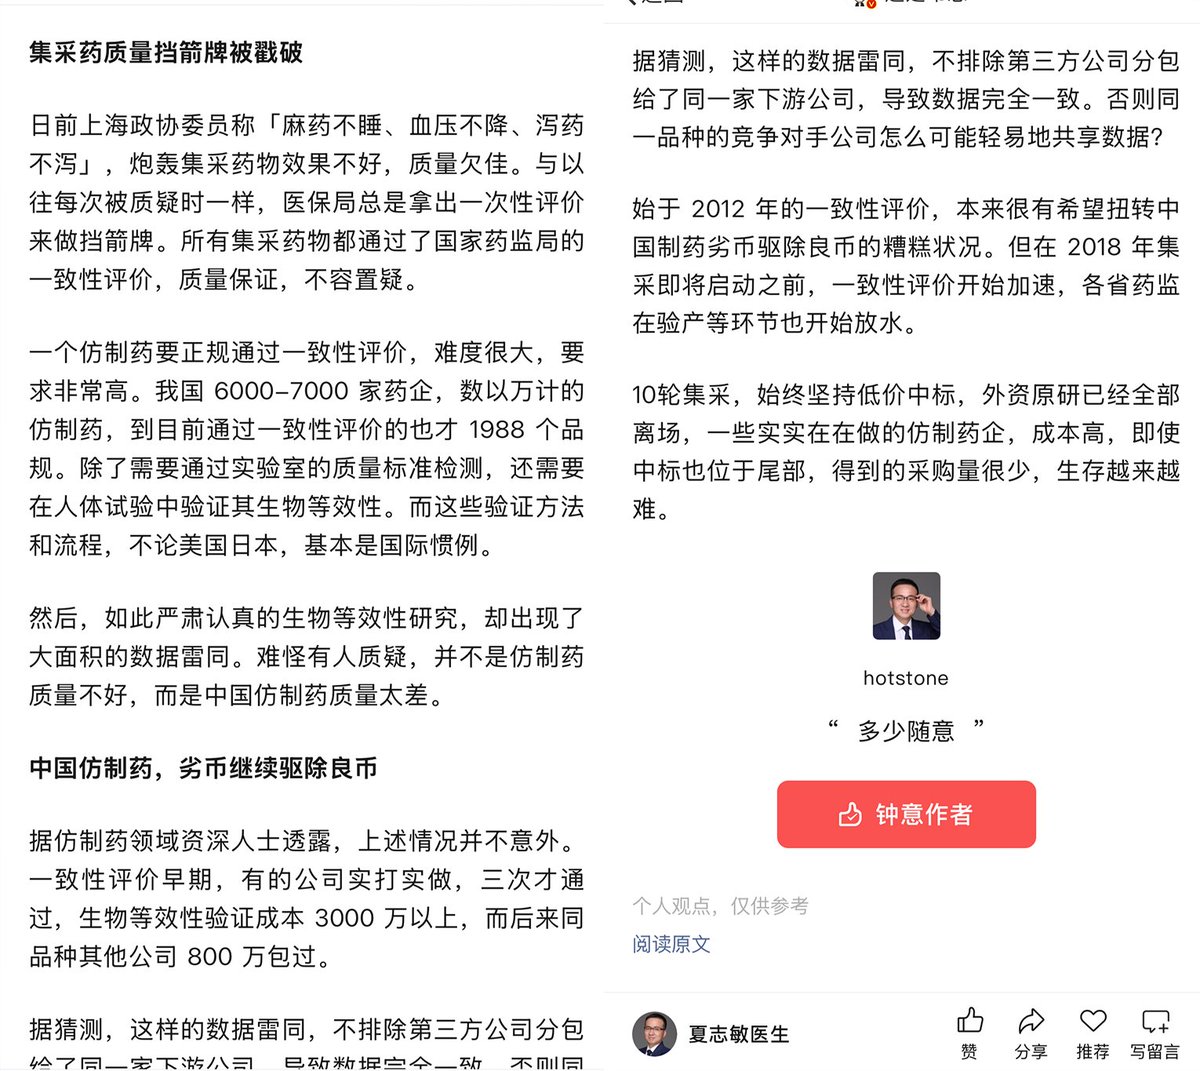 集采药质量挡箭牌被戳破
日前上海政协委员称「麻药不睡、血压不降、泻药
不泻」，炮轰集采药物效果不好，质量欠佳。与以
往每次被质疑时一样，医保局总是拿出一次性评价
来做挡箭牌。所有集采药物都通过了国家药监局的
一致性评价，质量保证，不容置疑。
一个仿制药要正规通过一致性评价，难度很大，要
求非常高。我国 6000-7000 家药企，数以万计的
仿制药，到目前通过一致性评价的也才 1988 个品
规。除了需要通过实验室的质量标准检测，还需要
在人体试验中验证其生物等效性。而这些验证方法
和流程，不论美国日本，基本是国际惯例。
然后，如此严肃认真的生物等效性研究，却出现了
大面积的数据雷同。难怪有人质疑，并不是仿制药
质量不好，而是中国仿制药质量太差。
中国仿制药，劣币继续驱除良币
据仿制药领域资深人士透露，上述情况并不意外。
一致性评价早期，有的公司实打实做，三次才通
过，生物等效性验证成本 3000 万以上，而后来同
品种其他公司 800 万包过。
据猜测，这样的数据雷同，不排除第三方公司分包
给了同一家下游公司，导致数据完全一致。否则同
据猜测，这样的数据雷同，不排除第三方公司分包
给了同一家下游公司，导致数据完全一致。否则同
一品种的竞争对手公司怎么可能轻易地共享数据？
始于 2012 年的一致性评价，本来很有希望扭转中
国制药劣币驱除良币的糟糕状况。但在 2018 年集
采即将启动之前，一致性评价开始加速，各省药监
在验产等环节也开始放水。
10轮集采，始终坚持低价中标，外资原研已经全部
离场，一些实实在在做的仿制药企，成本高，即使
中标也位于尾部，得到的采购量很少，生存越来越
难。
hotstone
“ 多少随意 ”
钟意作者
个人观点，仅供参考
阅读原文
夏志敏医生
赞
分享
推荐
写留言